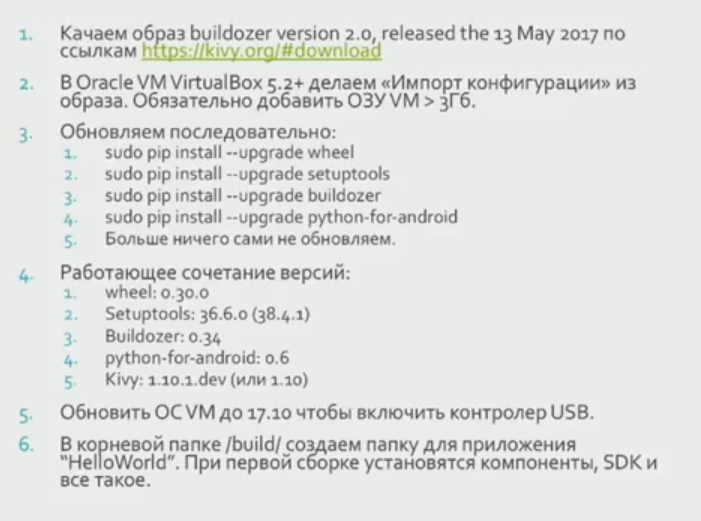 1. Качаем образ buildozer version 2.0, released the 13 May 2017 по
ссылкам https://kivy.org/#download
2. В Oracle VM VirtualBox 5.2+ делаем «Импорт конфигурации» из
образа. Обязательно добавить ОЗУ VM > 3Гб.
3. Обновляем последовательно:
1. sudo pip install --upgrade wheel
2. sudo pip install --upgrade setuptools
3. sudo pip install --upgrade buildozer
4. sudo pip install --upgrade python-for-android
5. Больше ничего сами не обновляем.
4. Работающее сочетание версий:
1. wheel: 0.30.0
2. Setuptools: 36.6.0 (38.4.1)
3. Buildozer: 0.34
4. python-for-android: 0.6
5. Kivy: 1.10.1.dev (или 1.10)
5. Обновить ОС VM до 17.10 чтобы включить контролер USB.
6. В корневой папке /build/ создаем папку для приложения
“HelloWorld”. При первой сборке установятся компоненты, SDK и
все такое.